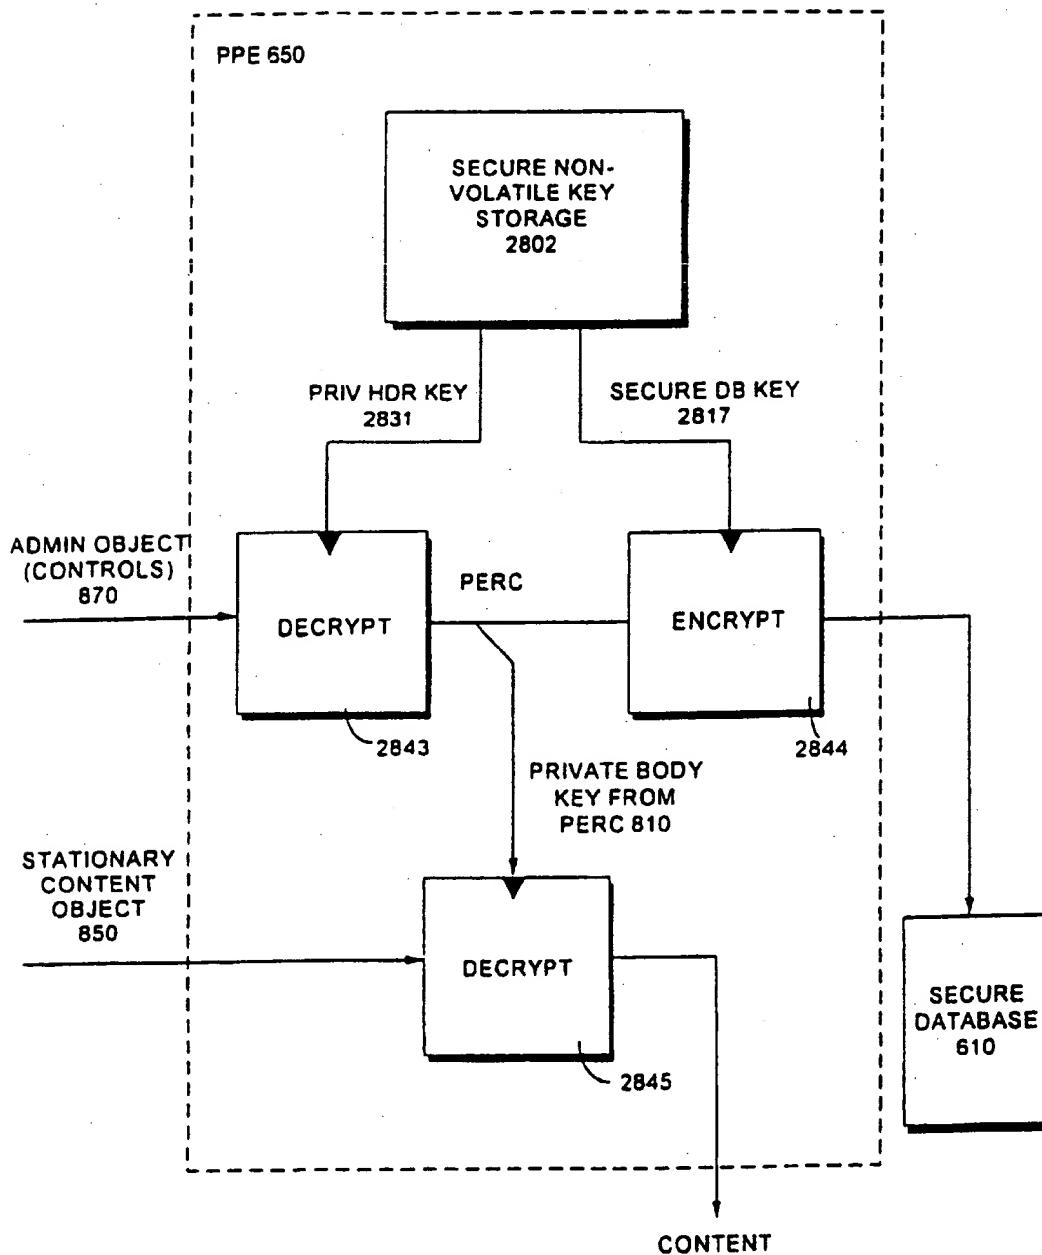 PPE 650
SECURE NON-
VOLATILE KEY
STORAGE
2802
PRIV HDR KEY
2831
SECURE DB KEY
2817
ADMIN OBJECT
(CONTROLS)
870
DECRYPT
PERC
ENCRYPT
2843
2844
PRIVATE BODY
KEY FROM
PERC 810
STATIONARY
CONTENT
OBJECT
850
DECRYPT
2845
SECURE
DATABASE
610
CONTENT